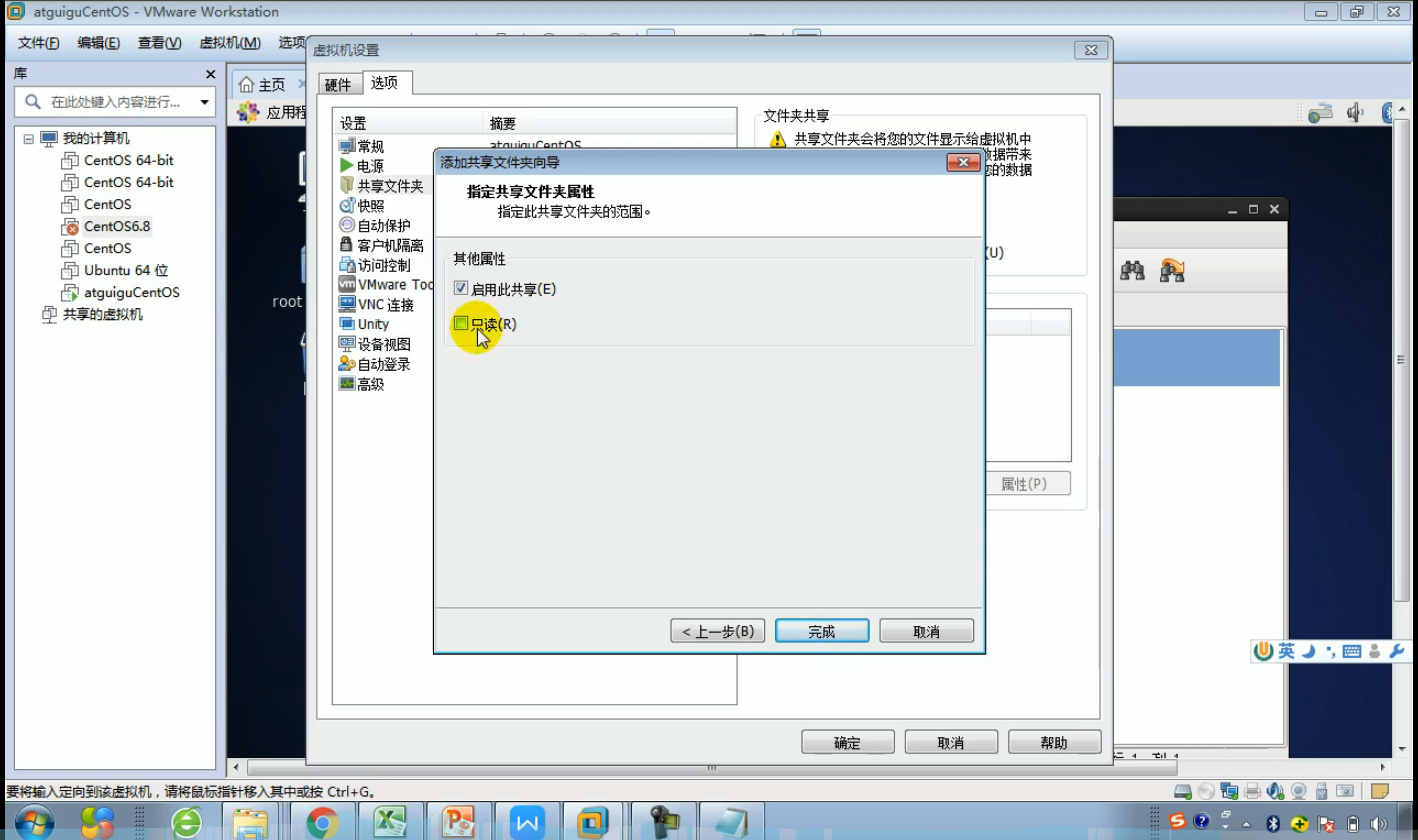 atguiguCentOS - VMware Workstation
文件(F) 编辑(E) 查看(V) 虚拟机(M) 选项
库
在此处键入内容进行...
我的计算机
CentOS 64-bit
CentOS 64-bit
CentOS
CentOS6.8
CentOS
Ubuntu 64 位
atguiguCentOS
共享的虚拟机
主页
应用程
root
虚拟机设置
硬件 选项
设置 摘要
常规 atguiguCentOS
电源
共享文件夹
快照
自动保护
客户机隔离
访问控制
VMware Too
VNC 连接
Unity
设备视图
自动登录
高级
文件夹共享
共享文件夹会将您的文件显示给虚拟机中
数据带来
您的数据
(U)
属性(P)
添加共享文件夹向导
指定共享文件夹属性
指定此共享文件夹的范围。
其他属性
启用此共享(E)
只读(R)
< 上一步(B) 完成 取消
确定 取消 帮助
英
要将输入定向到该虚拟机，请将鼠标指针移入其中或按 Ctrl+G。